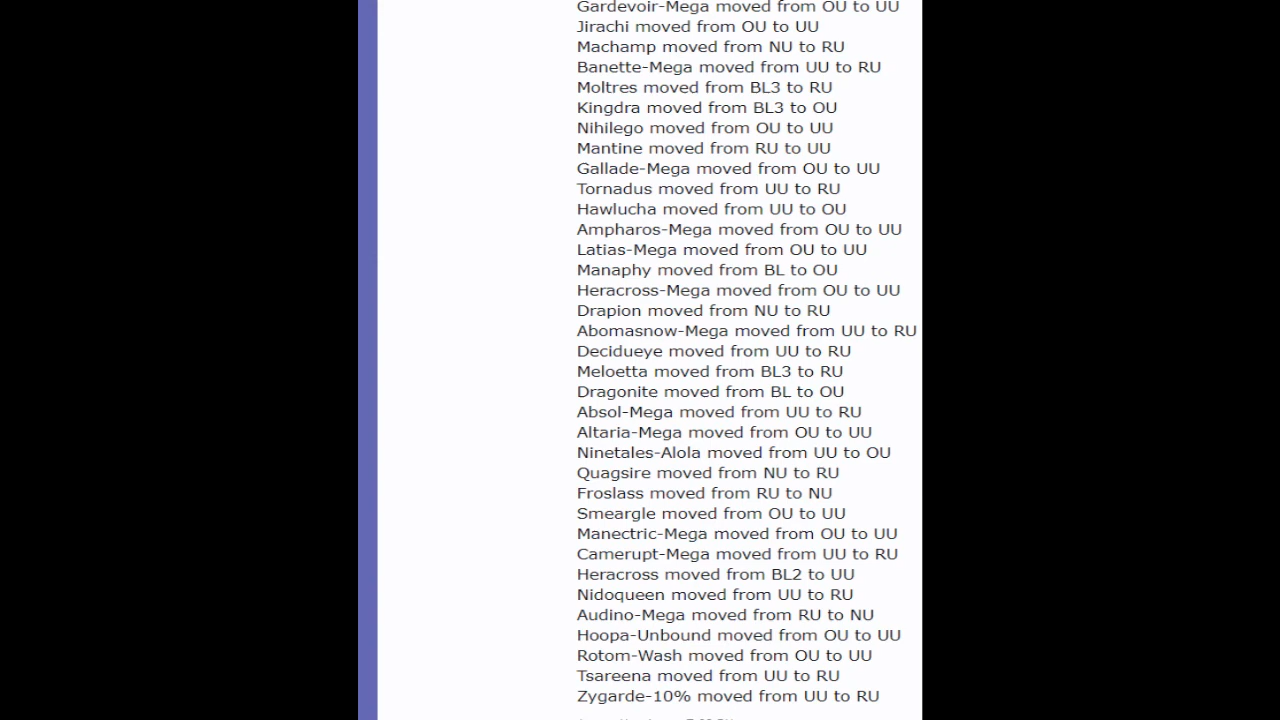 Gardevoir-Mega moved from OU to UU
Jirachi moved from OU to UU
Machamp moved from NU to RU
Banette-Mega moved from UU to RU
Moltres moved from BL3 to RU
Kingdra moved from BL3 to OU
Nihilego moved from OU to UU
Mantine moved from RU to UU
Gallade-Mega moved from OU to UU
Tornadus moved from UU to RU
Hawlucha moved from UU to OU
Ampharos-Mega moved from OU to UU
Latias-Mega moved from OU to UU
Manaphy moved from BL to OU
Heracross-Mega moved from OU to UU
Drapion moved from NU to RU
Abomasnow-Mega moved from UU to RU
Decidueye moved from UU to RU
Meloetta moved from BL3 to RU
Dragonite moved from BL to OU
Absol-Mega moved from UU to RU
Altaria-Mega moved from OU to UU
Ninetales-Alola moved from UU to OU
Quagsire moved from NU to RU
Froslass moved from RU to NU
Smeargle moved from OU to UU
Manectric-Mega moved from OU to UU
Camerupt-Mega moved from UU to RU
Heracross moved from BL2 to UU
Nidoqueen moved from UU to RU
Audino-Mega moved from RU to NU
Hoopa-Unbound moved from OU to UU
Rotom-Wash moved from OU to UU
Tsareena moved from UU to RU
Zygarde-10% moved from UU to RU